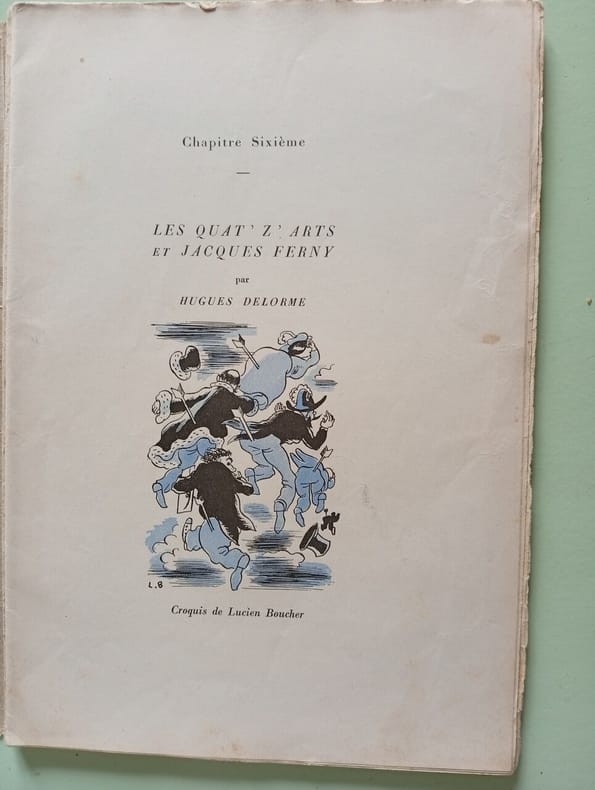 Chapitre Sixième
LES QUAT' Z' ARTS
ET JACQUES FERNY
par
HUGUES DELORME
L.B
Croquis de Lucien Boucher